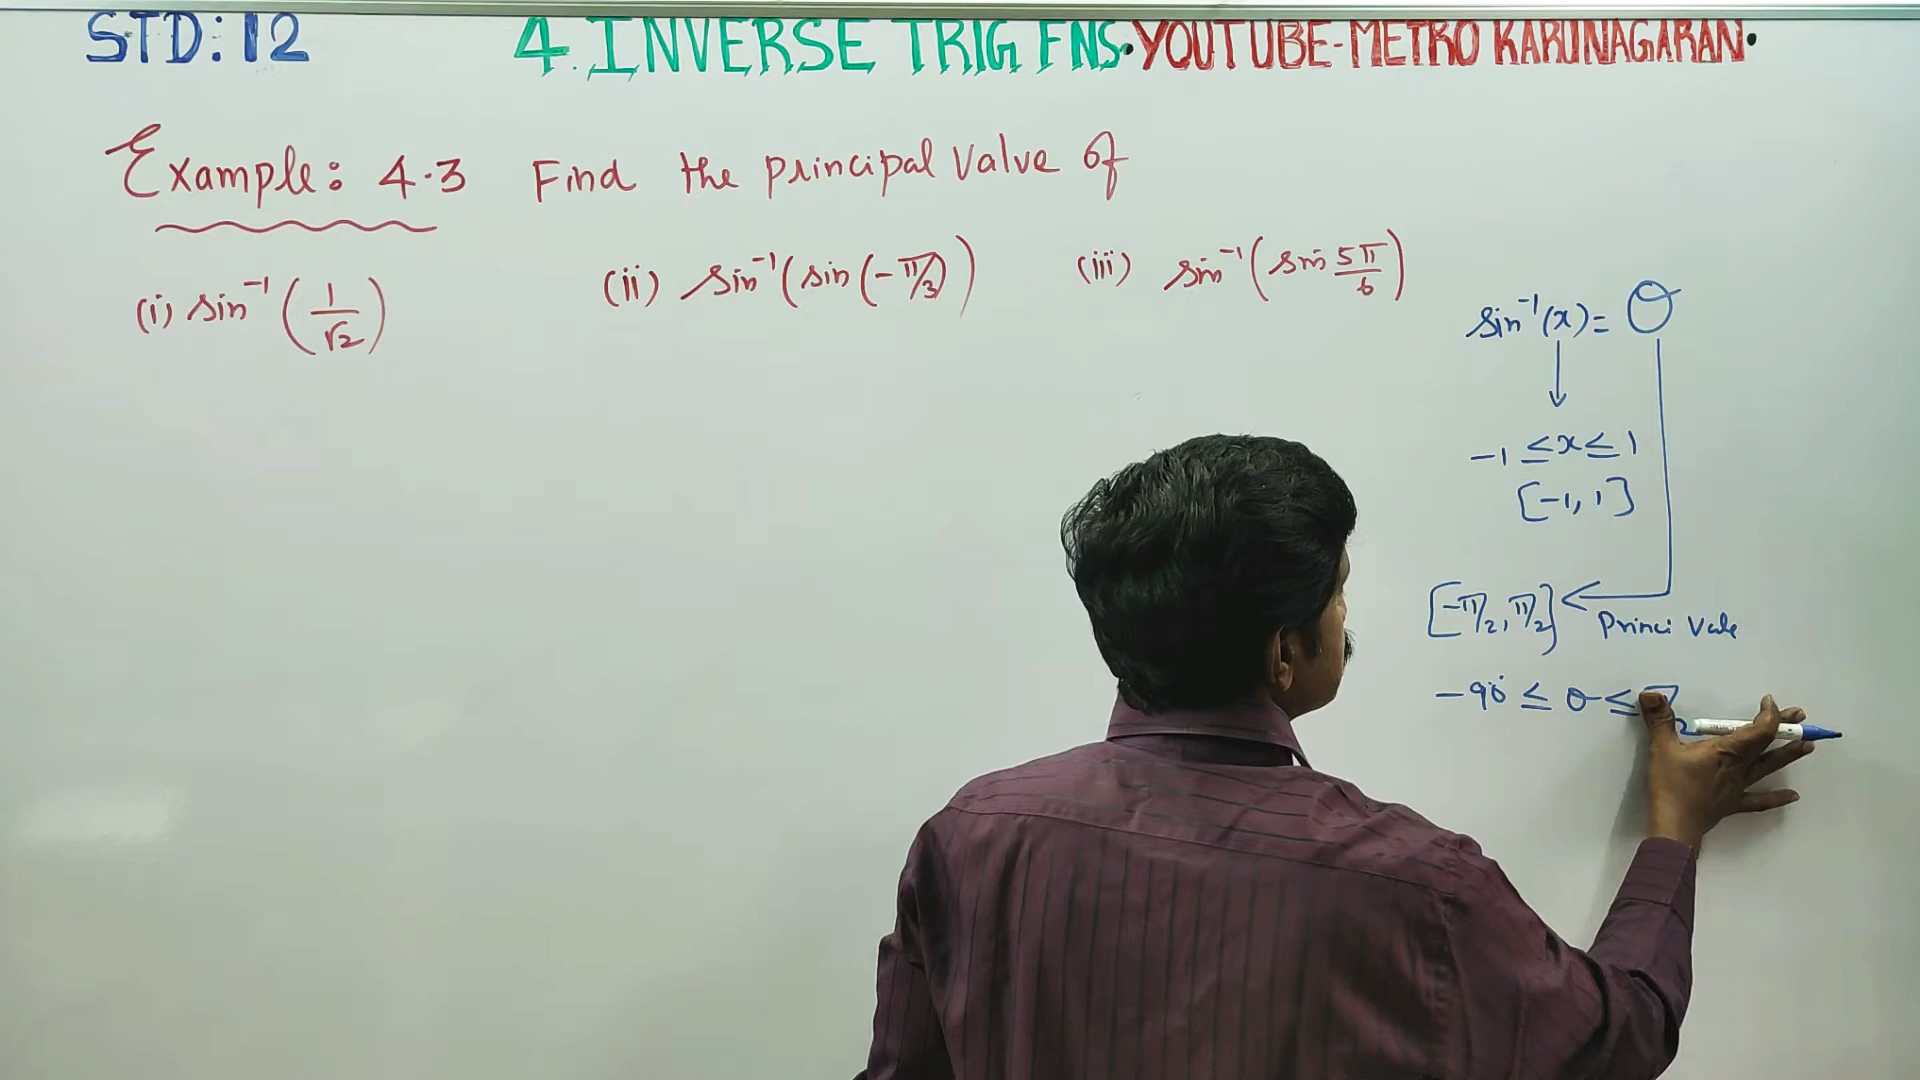 STD: 12 4. INVERSE TRIG FNS. YOUTUBE-METRO KARUNAGARAN.
Example: 4.3 Find the principal value of
(i) sin⁻¹(1/√2) (ii) sin⁻¹(sin(-π/3)) (iii) sin⁻¹(sin 5π/6)
sin⁻¹(x) = θ
-1 ≤ x ≤ 1
[-1, 1]
[-π/2, π/2] Princi Vale
-90° ≤ θ ≤ π/2